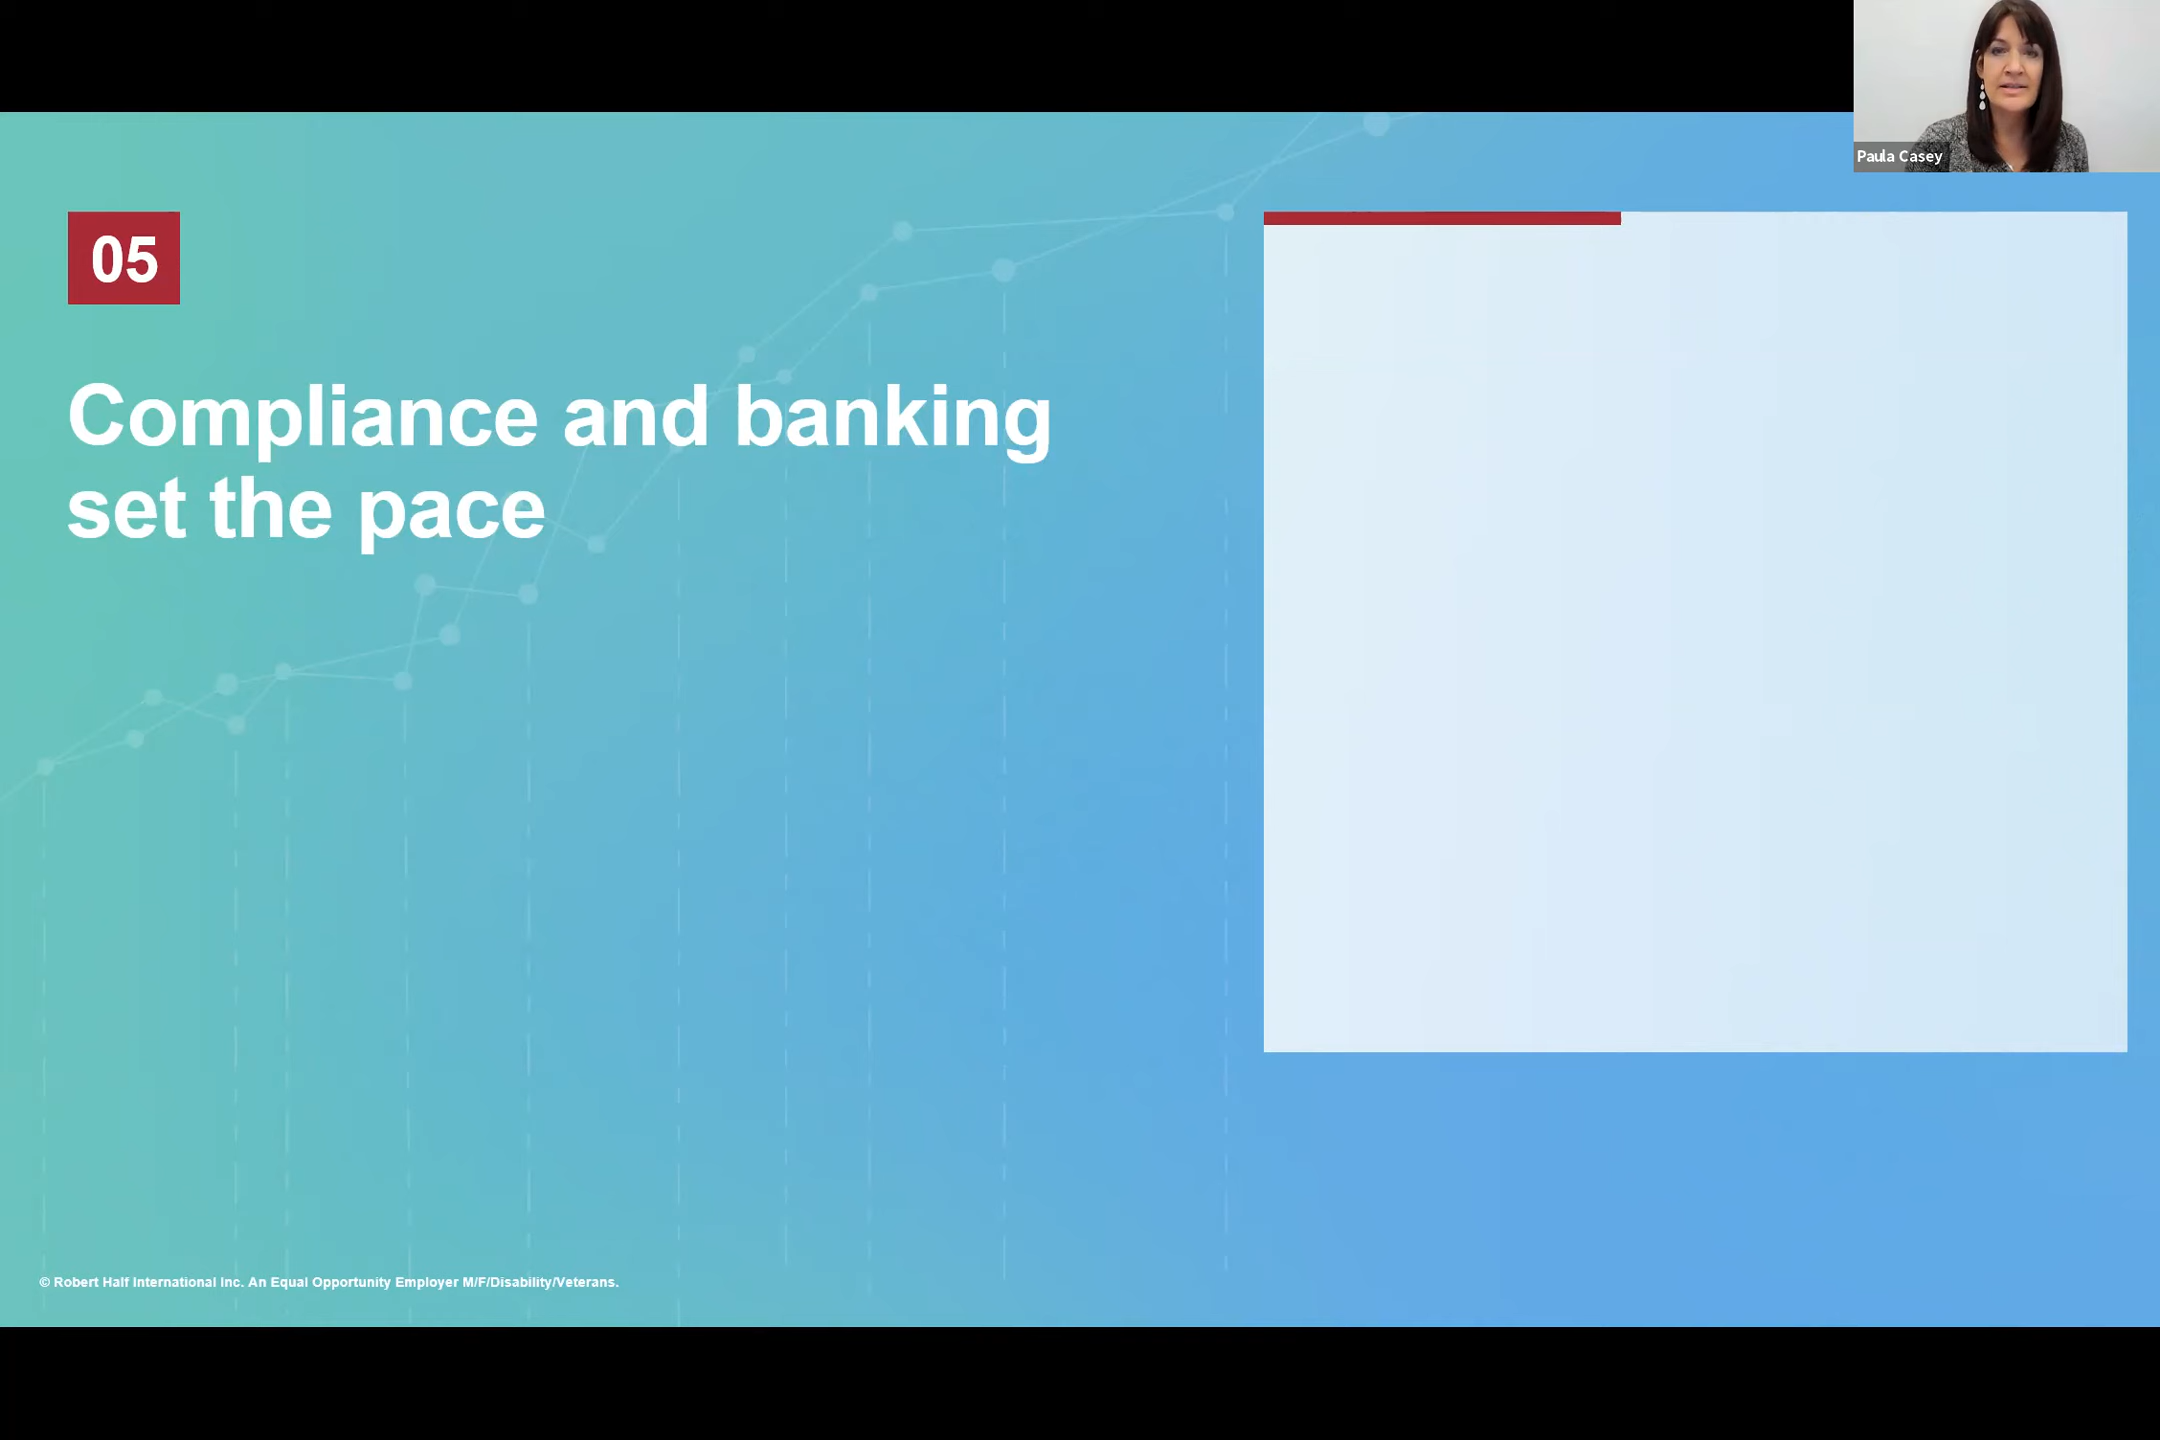 Paula Casey
05
Compliance and banking
set the pace
© Robert Half International Inc. An Equal Opportunity Employer M/F/Disability/Veterans.